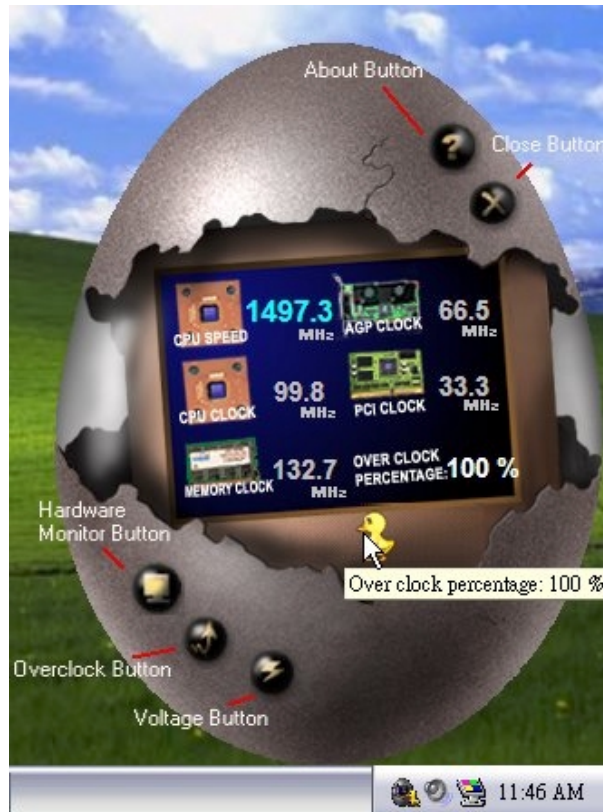 About Button
Close Button
CPU SPEED
1497.3
MHz
AGP CLOCK
66.5
MHz
CPU CLOCK
99.8
MHz
PCI CLOCK
33.3
MHz
MEMORY CLOCK
132.7
MHz
OVER CLOCK
PERCENTAGE:100 %
Hardware
Monitor Button
Over clock percentage: 100 %
Overclock Button
Voltage Button
11:46 AM